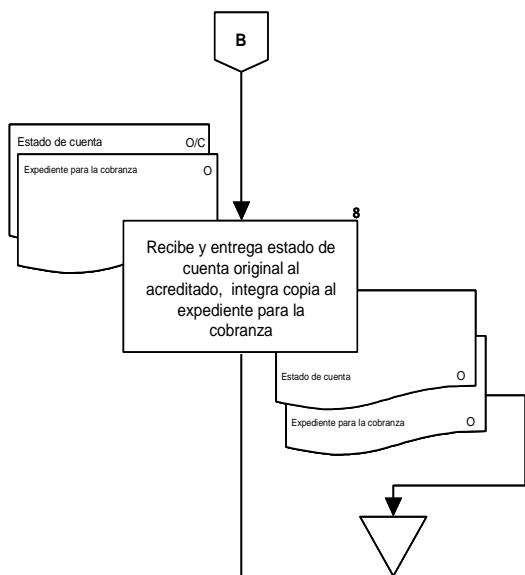 B
Estado de cuenta O/C
Expediente para la cobranza O
8
Recibe y entrega estado de
cuenta original al
acreditado, integra copia al
expediente para la
cobranza
Estado de cuenta O
Expediente para la cobranza O